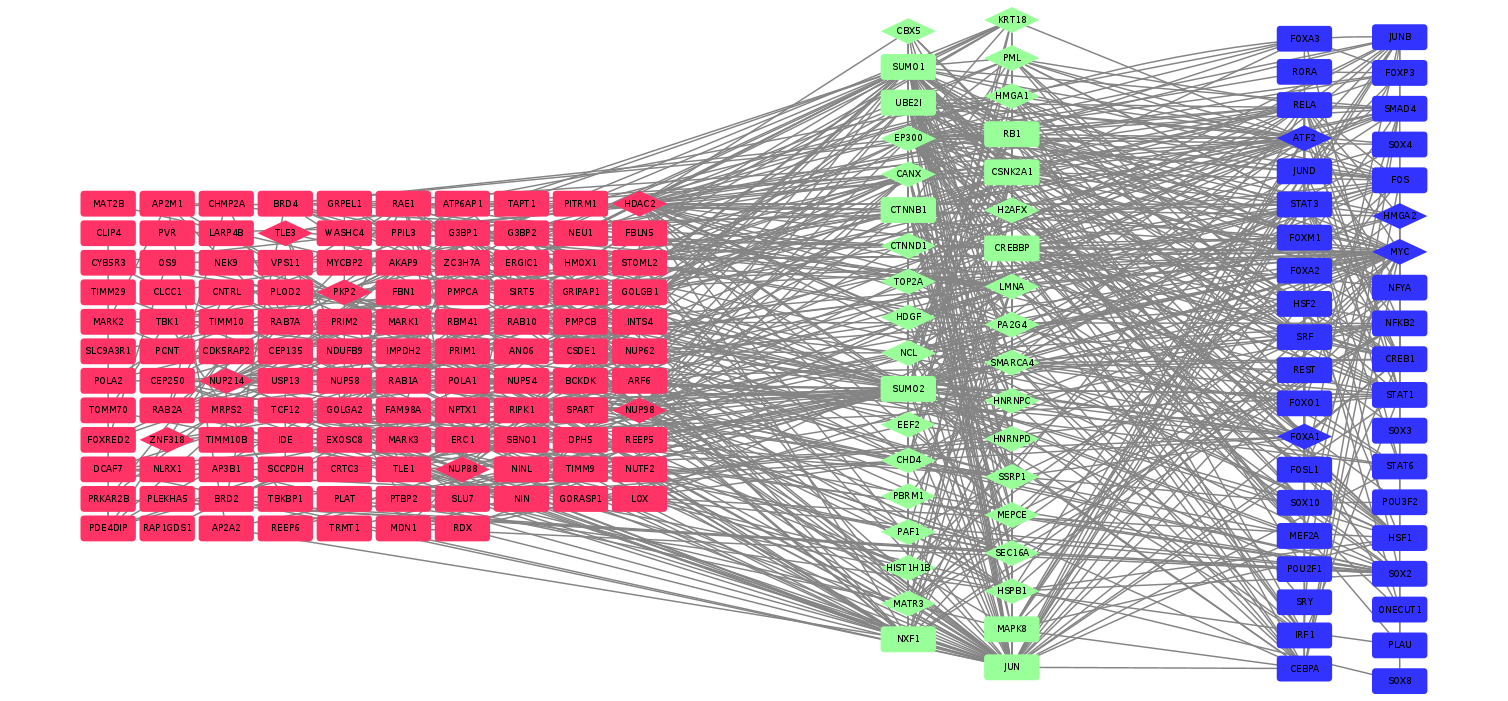 MAT2B AP2M1 CHMP2A BRD4 GRPEL1 RAE1 ATP6AP1 TAPT1 PITRM1 HDAC2
CLIP4 PVR LARP4B TLE3 WASHC4 PPIL3 G3BP1 G3BP2 NEU1 FBLN5
CYB5R3 OS9 NEK9 VPS11 MYCBP2 AKAP9 ZC3H7A ERGIC1 HMOX1 STOML2
TIMM29 CLCC1 CNTRL PLOD2 PKP2 FBN1 PMPCA SIRT5 GRIPAP1 GOLGB1
MARK2 TBK1 TIMM10 RAB7A PRIM2 MARK1 RBM41 RAB10 PMPCB INTS4
SLC9A3R1 PCNT CDK5RAP2 CEP135 NDUFB9 IMPDH2 PRIM1 ANO6 CSDE1 NUP62
POLA2 CEP250 NUP214 USP13 NUP58 RAB1A POLA1 NUP54 BCKDK ARF6
TOMM70 RAB2A MRPS2 TCF12 GOLGA2 FAM98A NPTX1 RIPK1 SPART NUP98
FOXRED2 ZNF318 TIMM10B IDE EXOSC8 MARK3 ERC1 SBNO1 DPH5 REEP5
DCAF7 NLRX1 AP3B1 SCCPDH CRTC3 TLE1 NUP88 NINL TIMM9 NUTF2
PRKAR2B PLEKHA5 BRD2 TBKBP1 PLAT PTBP2 SLU7 NIN GORASP1 LOX
PDE4DIP RAP1GDS1 AP2A2 REEP6 TRMT1 MDN1 RDX
CBX5
SUMO1
UBE2I
EP300
CANX
CTNNB1
CTNND1
TOP2A
HDGF
NCL
SUMO2
EEF2
CHD4
PBRM1
PAF1
HIST1H1B
MATR3
NXF1
KRT18
PML
HMGA1
RB1
CSNK2A1
H2AFX
CREBBP
LMNA
PA2G4
SMARCA4
HNRNPC
HNRNPD
SSRP1
MEPCE
SEC16A
HSPB1
MAPK8
JUN
FOXA3
RORA
RELA
ATF2
JUND
STAT3
FOXM1
FOXA2
HSF2
SRF
REST
FOXO1
FOXA1
FOSL1
SOX10
MEF2A
POU2F1
SRY
IRF1
CEBPA
JUNB
FOXP3
SMAD4
SOX4
FOS
HMGA2
MYC
NFYA
NFKB2
CREB1
STAT1
SOX3
STAT6
POU3F2
HSF1
SOX2
ONECUT1
PLAU
SOX8